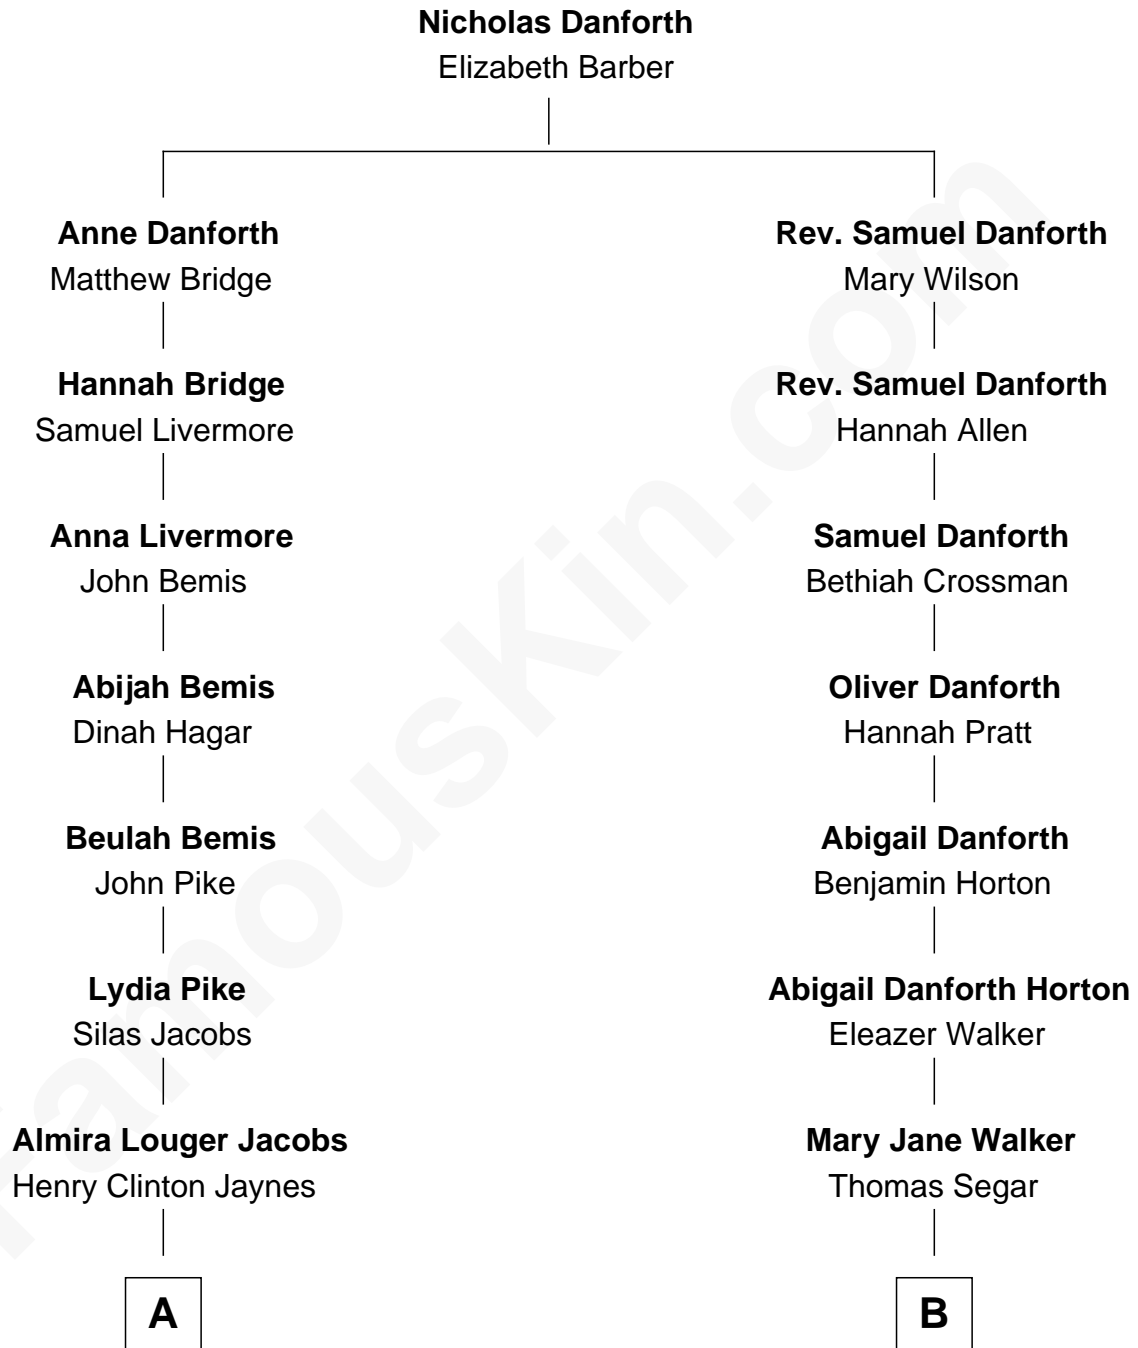 Nicholas Danforth
Elizabeth Barber
Anne Danforth
Matthew Bridge
Rev. Samuel Danforth
Mary Wilson
Hannah Bridge
Samuel Livermore
Rev. Samuel Danforth
Hannah Allen
Anna Livermore
John Bemis
Samuel Danforth
Bethiah Crossman
Abijah Bemis
Dinah Hagar
Oliver Danforth
Hannah Pratt
Beulah Bemis
John Pike
Abigail Danforth
Benjamin Horton
Lydia Pike
Silas Jacobs
Abigail Danforth Horton
Eleazer Walker
Almira Louger Jacobs
Henry Clinton Jaynes
Mary Jane Walker
Thomas Segar
A
B
FamousKin.com